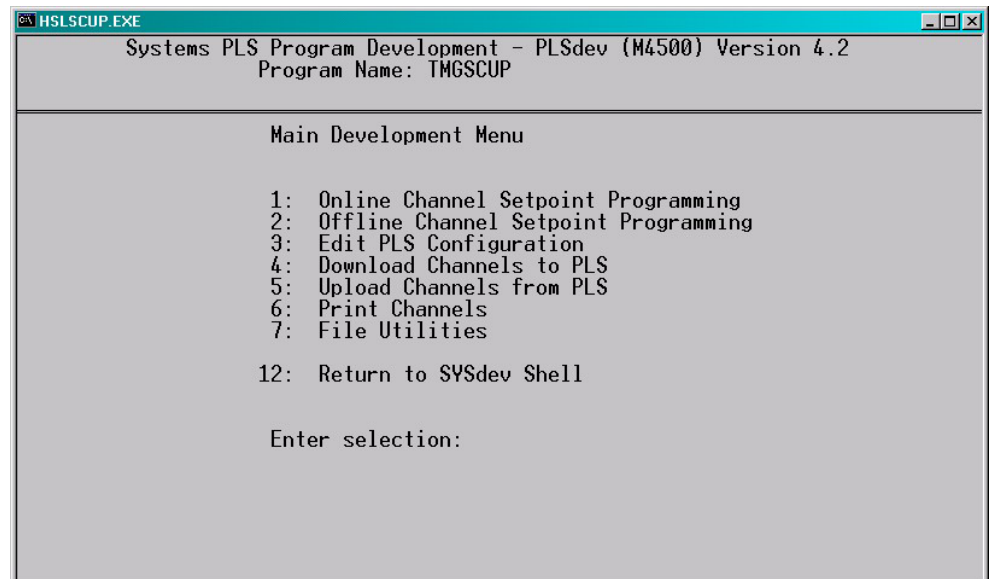 HSLSCUP.EXE
Systems PLS Program Development - PLSdev (M4500) Version 4.2
Program Name: TMGSCUP
Main Development Menu
1: Online Channel Setpoint Programming
2: Offline Channel Setpoint Programming
3: Edit PLS Configuration
4: Download Channels to PLS
5: Upload Channels from PLS
6: Print Channels
7: File Utilities
12: Return to SYSdev Shell
Enter selection: